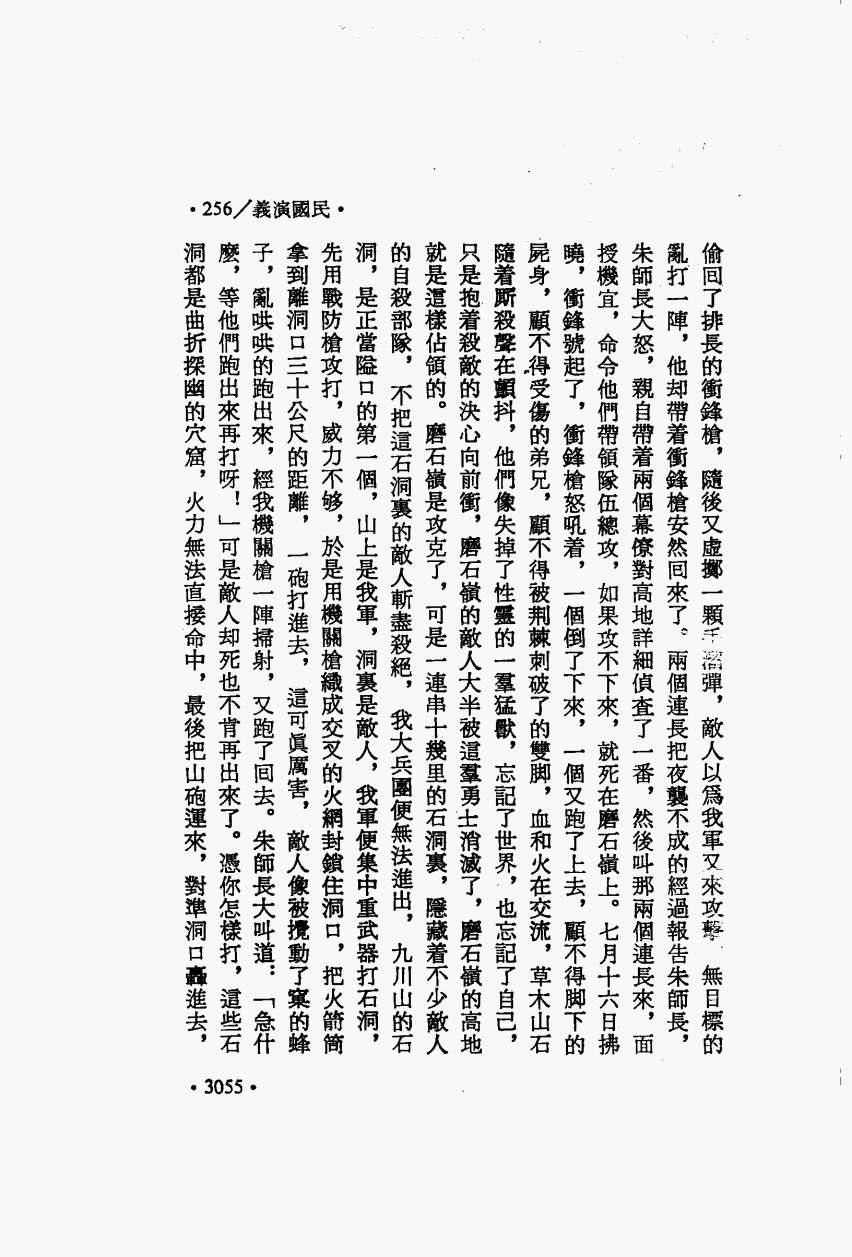 •民國演義／256•
偷回了排長的衝鋒槍，隨後又虛擲一顆手溜彈，敵人以爲我軍又來攻擊，無目標的
亂打一陣，他却帶着衝鋒槍安然回來了。兩個連長把夜襲不成的經過報告朱師長，
朱師長大怒，親自帶着兩個幕僚對高地詳細偵查了一番，然後叫那兩個連長來，面
授機宜，命令他們帶領隊伍總攻，如果攻不下來，就死在磨石嶺上。七月十六日拂
曉，衝鋒號起了，衝鋒槍怒吼着，一個倒了下來，一個又跑了上去，顧不得脚下的
屍身，顧不得受傷的弟兄，顧不得被荆棘刺破了的雙脚，血和火在交流，草木山石
隨着厮殺聲在顫抖，他們像失掉了性靈的一羣猛獸，忘記了世界，也忘記了自己，
只是抱着殺敵的決心向前衝，磨石嶺的敵人大半被這羣勇士消滅了，磨石嶺的高地
就是這樣佔領的。磨石嶺是攻克了，可是一連串十幾里的石洞裏，隱藏着不少敵人
的自殺部隊，不把這石洞裏的敵人斬盡殺絕，我大兵團便無法進出，九川山的石
洞，是正當隘口的第一個，山上是我軍，洞裏是敵人，我軍便集中重武器打石洞，
先用戰防槍攻打，威力不够，於是用機關槍織成交叉的火網封鎖住洞口，把火箭筒
拿到離洞口三十公尺的距離，一砲打進去，這可眞厲害，敵人像被攪動了窠的蜂
子，亂哄哄的跑出來，經我機關槍一陣掃射，又跑了回去。朱師長大叫道：「急什
麼，等他們跑出來再打呀！」可是敵人却死也不肯再出來了。憑你怎樣打，這些石
洞都是曲折探幽的穴窟，火力無法直接命中，最後把山砲運來，對準洞口轟進去，
•3055•